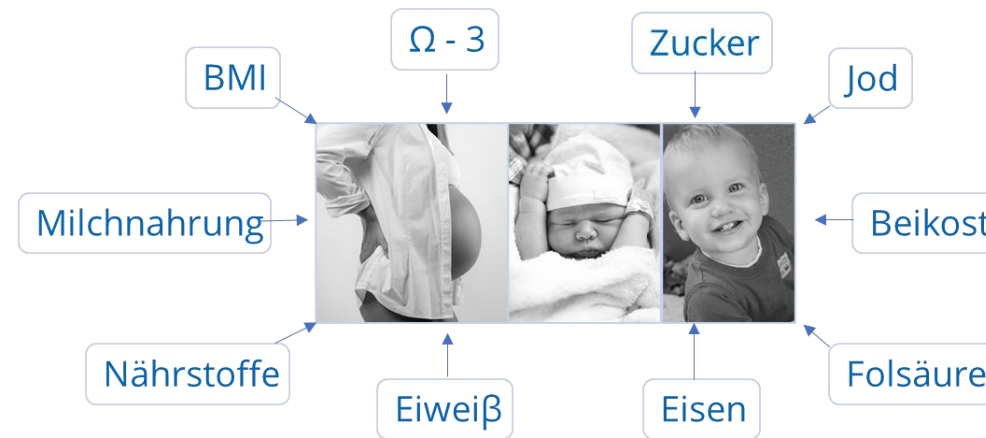 Ω - 3
Zucker
BMI
Jod
Milchnahrung
Beikost
Nährstoffe
Folsäure
Eiweiβ
Eisen